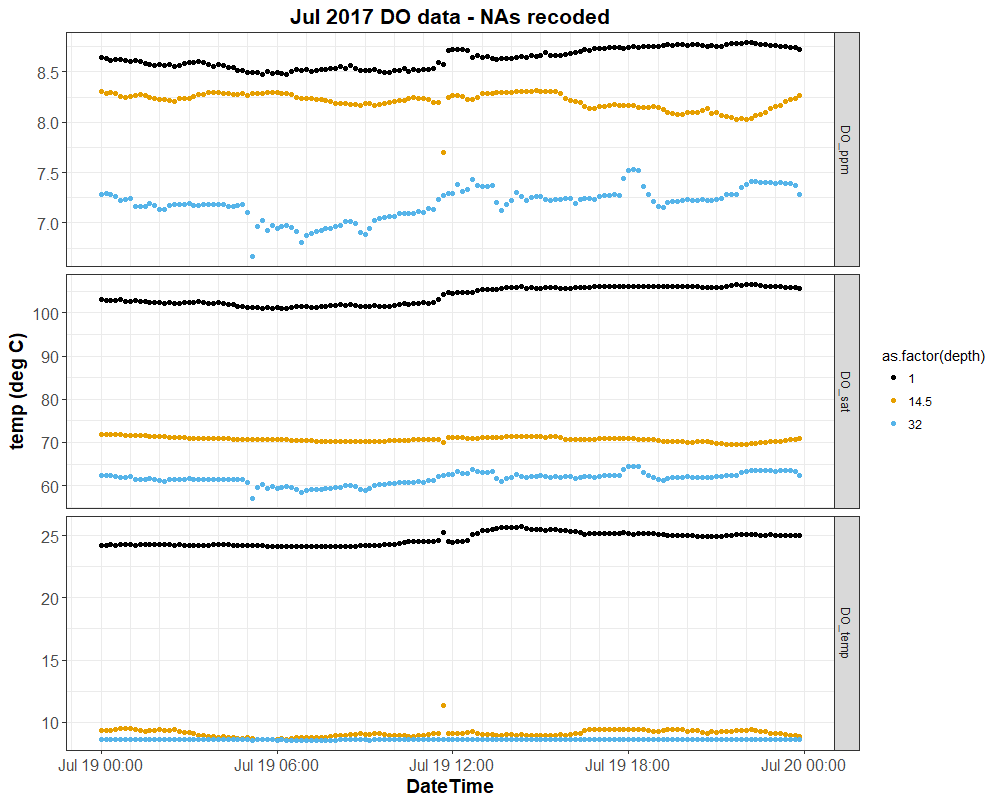 Jul 2017 DO data - NAs recoded
8.5
8.0
7.5
7.0
DO_ppm
100
90
80
70
60
DO_sat
25
20
15
10
DO_temp
temp (deg C)
Jul 19 00:00 Jul 19 06:00 Jul 19 12:00 Jul 19 18:00 Jul 20 00:00
DateTime
as.factor(depth)
1
14.5
32